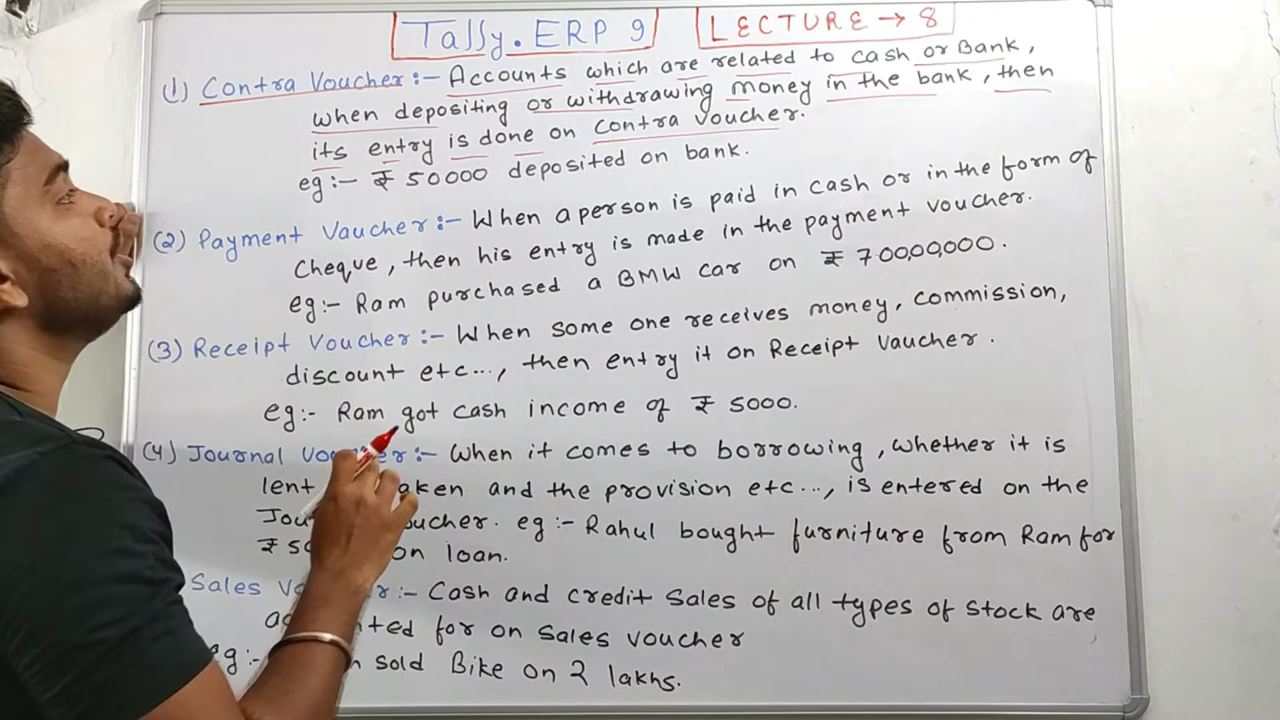 Tally.ERP 9 LECTURE → 8
(1) Contra Voucher:- Accounts which are related to cash or Bank,
when depositing or withdrawing money in the bank, then
its entry is done on contra voucher.
eg:- ₹ 50000 deposited on bank.
(2) Payment Vaucher:- When a person is paid in cash or in the form of
cheque, then his entry is made in the payment voucher.
eg:- Ram purchased a BMW car on ₹ 700,00,000.
(3) Receipt Voucher:- When some one receives money, commission,
discount etc..., then entry it on Receipt Vaucher.
eg:- Ram got cash income of ₹ 5000.
(4) Journal :- When it comes to borrowing, whether it is
lent and the provision etc..., is entered on the
eg:- Rahul bought furniture from Ram for
on loan.
Sales :- Cash and credit sales of all types of stock are
for on sales voucher
eg:- sold Bike on 2 lakhs.